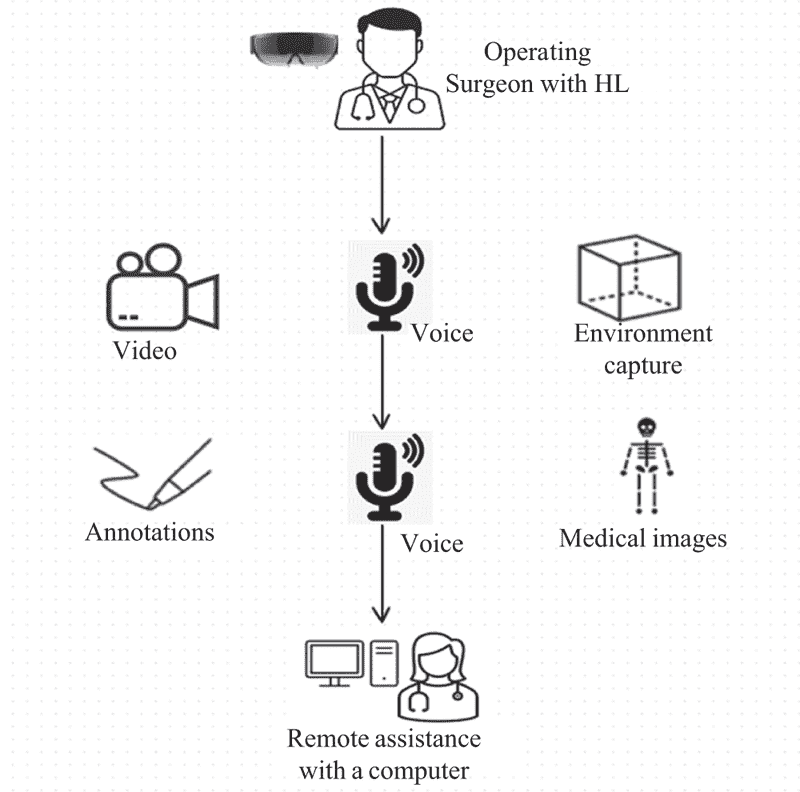 Operating
Surgeon with HL
Video
Voice
Environment
capture
Annotations
Voice
Medical images
Remote assistance
with a computer